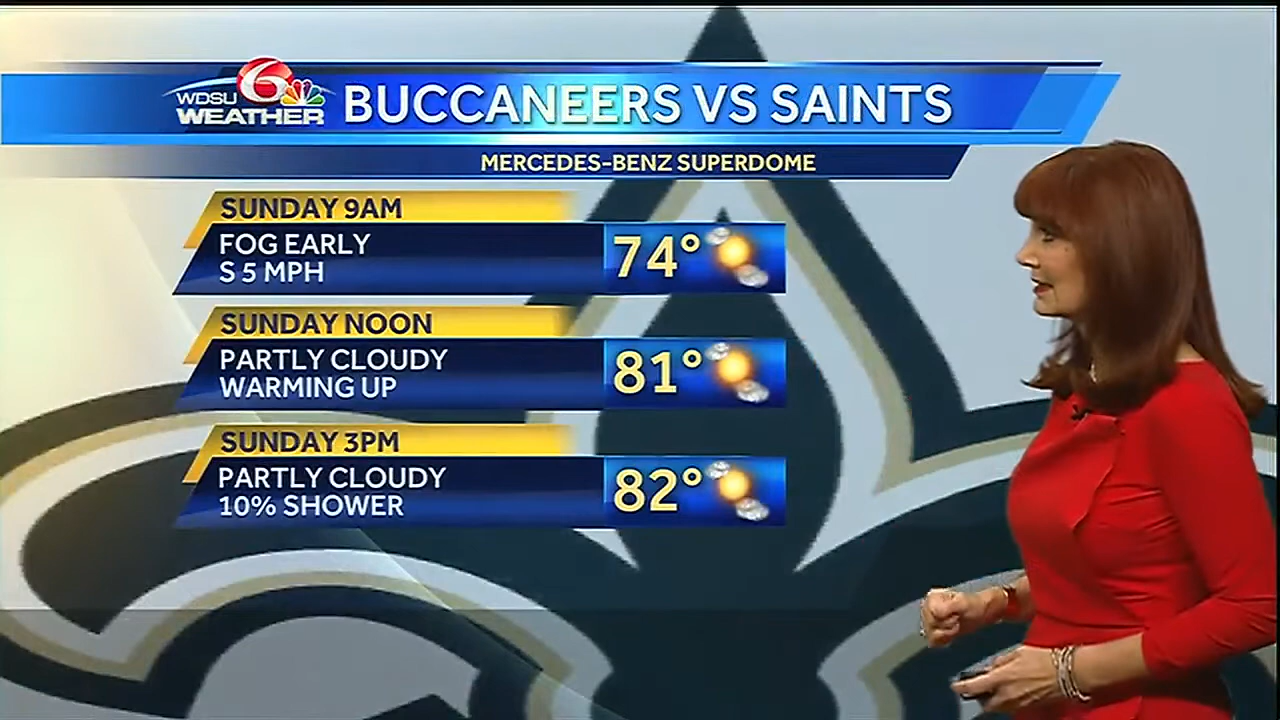 WDSU 6
WEATHER
BUCCANEERS VS SAINTS
MERCEDES-BENZ SUPERDOME
SUNDAY 9AM
FOG EARLY
S 5 MPH
74°
SUNDAY NOON
PARTLY CLOUDY
WARMING UP
81°
SUNDAY 3PM
PARTLY CLOUDY
10% SHOWER
82°